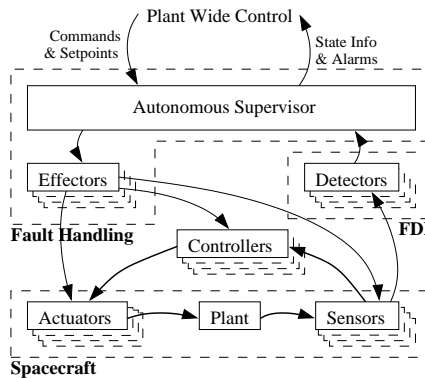 Plant Wide Control
Commands
& Setpoints
State Info
& Alarms
Autonomous Supervisor
Effectors
Detectors
Fault Handling
FDI
Controllers
Actuators
Plant
Sensors
Spacecraft